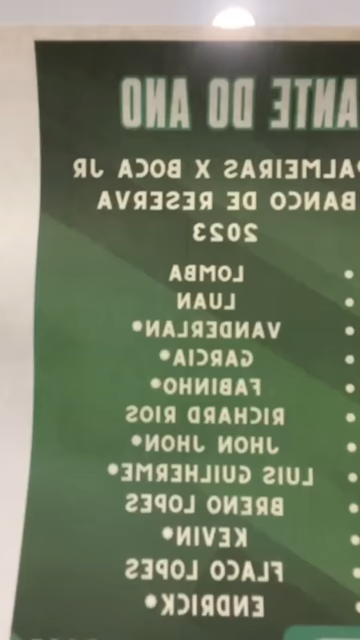 ANTE DO ANO
PALMEIRAS X BOCA JR
BANCO DE RESERVA
2023
• LOMBA
• LUAN
• VANDERLAN*
• GARCIA*
• FABINHO*
• RICHARD RIOS
• JHON JHON*
• LUIS GUILHERME*
• BRENO LOPES
• KEVIN*
• FLACO LOPES
• ENDRICK*